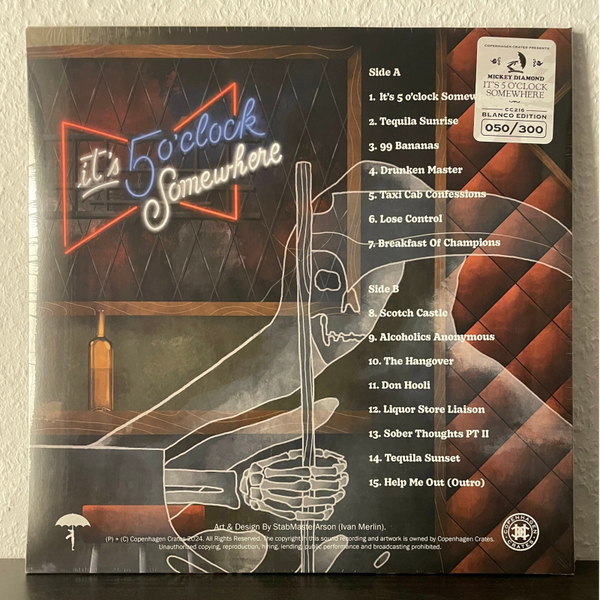 COPENHAGEN CRATES PRESENTS
MICKEY DIAMOND
IT'S 5 O'CLOCK
SOMEWHERE
CC216
BLANCO EDITION
050/300
it's 5 o'clock
Somewhere
Side A
1. It's 5 o'clock Somew
2. Tequila Sunrise
3. 99 Bananas
4. Drunken Master
5. Taxi Cab Confessions
6. Lose Control
7. Breakfast Of Champions
Side B
8. Scotch Castle
9. Alcoholics Anonymous
10. The Hangover
11. Don Hooli
12. Liquor Store Liaison
13. Sober Thoughts PT II
14. Tequila Sunset
15. Help Me Out (Outro)
Art & Design By StabMasterArson (Ivan Merlin).
(P) + (C) Copenhagen Crates 2024. All Rights Reserved. The copyright in this sound recording and artwork is owned by Copenhagen Crates.
Unauthorized copying, reproduction, hiring, lending, public performance and broadcasting prohibited.
COPENHAGEN
CRATES